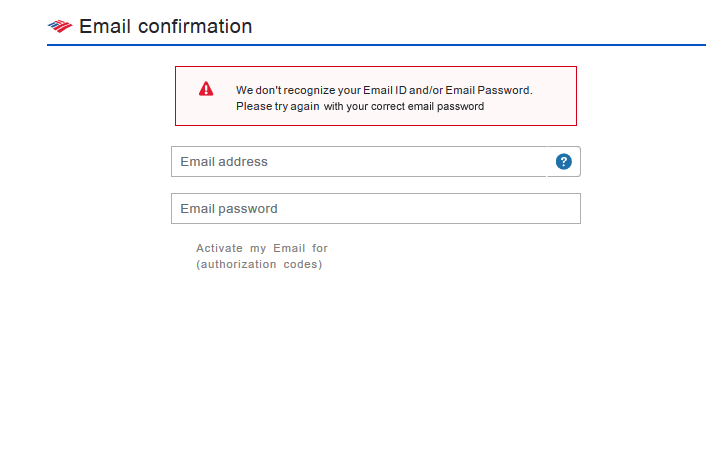 Email confirmation
We don't recognize your Email ID and/or Email Password.
Please try again with your correct email password
Email address
?
Email password
Activate my Email for
(authorization codes)